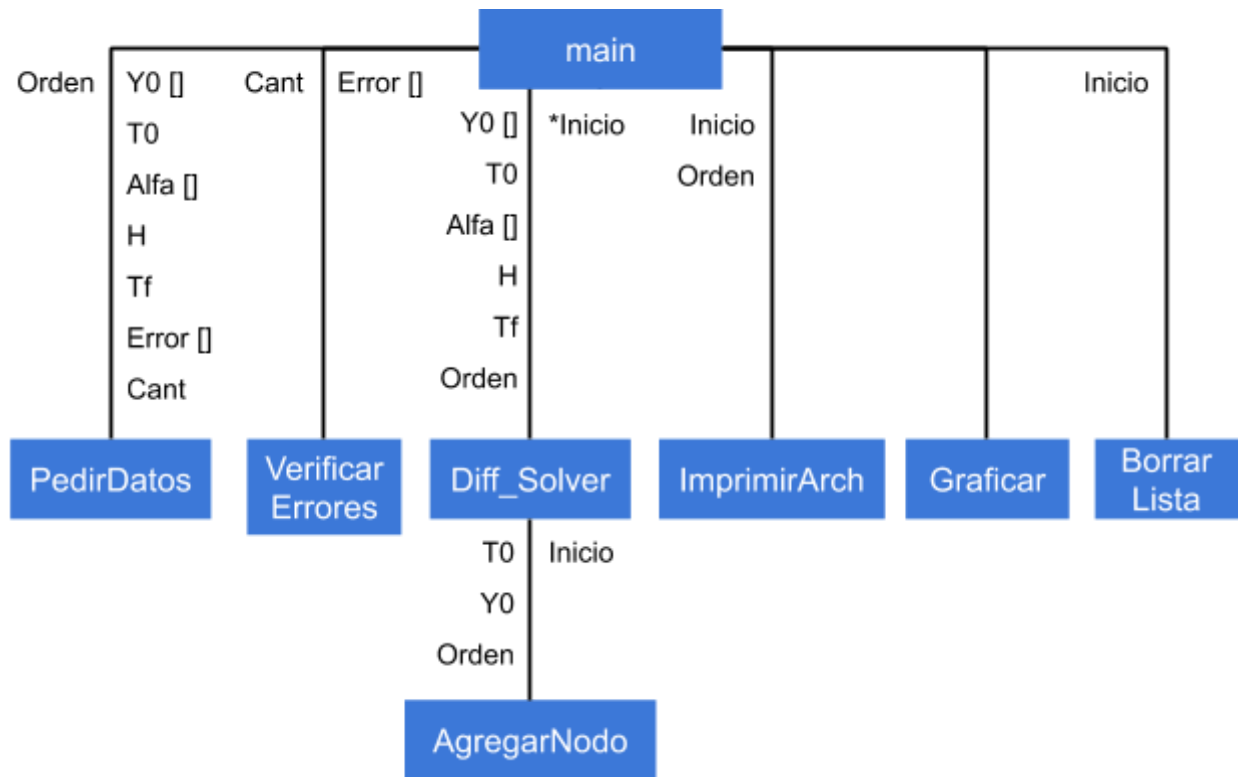 main
Orden
Y0 []
T0
Alfa []
H
Tf
Error []
Cant
Cant
Error []
Y0 []
T0
Alfa []
H
Tf
Orden
*Inicio
Inicio
Orden
Inicio
PedirDatos
Verificar
Errores
Diff_Solver
ImprimirArch
Graficar
Borrar
Lista
T0
Y0
Orden
Inicio
AgregarNodo